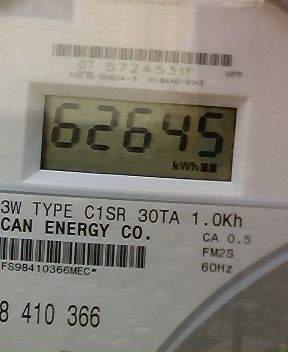 07 57245311 HPP
62645
kWh
3W TYPE C1SR 30TA 1.0Kh
CAN ENERGY CO.
CA 0.5
FM2S
FS98410366MEC*
60Hz
8 410 366